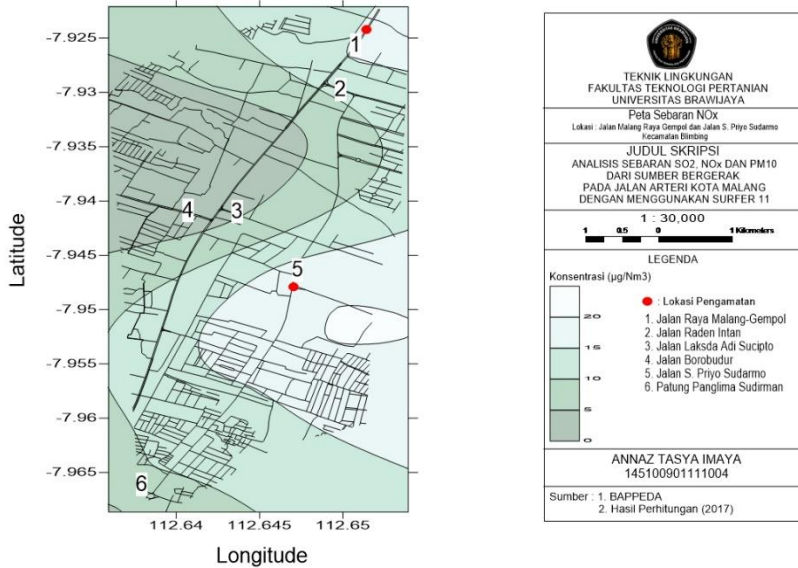 Latitude
-7.925
-7.93
-7.935
-7.94
-7.945
-7.95
-7.955
-7.96
-7.965
1
2
4 3
5
6
112.64 112.645 112.65
Longitude
TEKNIK LINGKUNGAN
FAKULTAS TEKNOLOGI PERTANIAN
UNIVERSITAS BRAWIJAYA
Peta Sebaran NOx
Lokasi : Jalan Malang Raya Gempol dan Jalan S. Priyo Sudarmo
Kecamatan Blimbing
JUDUL SKRIPSI
ANALISIS SEBARAN SO2, NOx DAN PM10
DARI SUMBER BERGERAK
PADA JALAN ARTERI KOTA MALANG
DENGAN MENGGUNAKAN SURFER 11
1 : 30,000
1 0.5 0 1 Kilometers
LEGENDA
Konsentrasi (µg/Nm3)
20
15
10
5
0
: Lokasi Pengamatan
1. Jalan Raya Malang-Gempol
2. Jalan Raden Intan
3. Jalan Laksda Adi Sucipto
4. Jalan Borobudur
5. Jalan S. Priyo Sudarmo
6. Patung Panglima Sudirman
ANNAZ TASYA IMAYA
145100901111004
Sumber : 1. BAPPEDA
2. Hasil Perhitungan (2017)